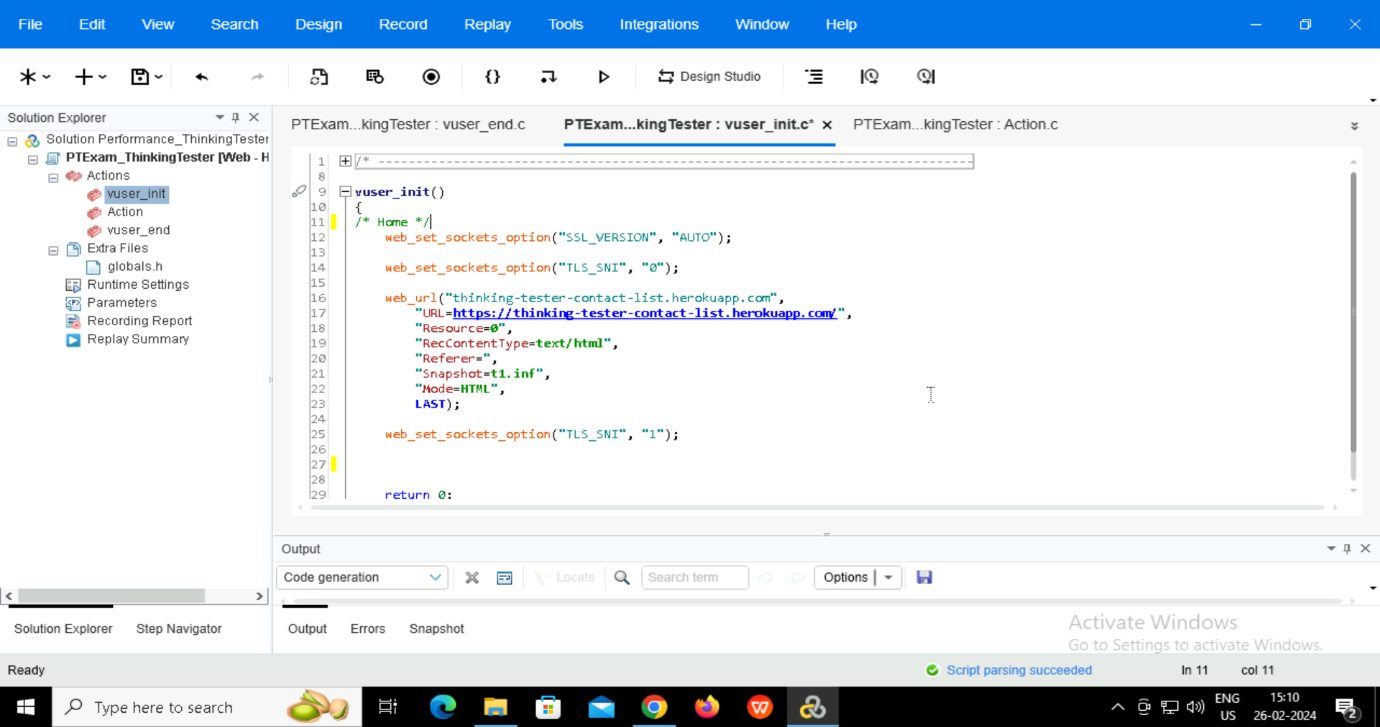 File Edit View Search Design Record Replay Tools Integrations Window Help
Design Studio
Solution Explorer
Solution Performance_ThinkingTester
PTExam_ThinkingTester [Web - H
Actions
vuser_init
Action
vuser_end
Extra Files
globals.h
Runtime Settings
Parameters
Recording Report
Replay Summary
Solution Explorer Step Navigator
PTExam...kingTester : vuser_end.c PTExam...kingTester : vuser_init.c* PTExam...kingTester : Action.c
1 /* -------------------------------------------------------------------------------
8
9 vuser_init()
10 {
11 /* Home */
12 web_set_sockets_option("SSL_VERSION", "AUTO");
13
14 web_set_sockets_option("TLS_SNI", "0");
15
16 web_url("thinking-tester-contact-list.herokuapp.com",
17 "URL=https://thinking-tester-contact-list.herokuapp.com/",
18 "Resource=0",
19 "RecContentType=text/html",
20 "Referer=",
21 "Snapshot=t1.inf",
22 "Mode=HTML",
23 LAST);
24
25 web_set_sockets_option("TLS_SNI", "1");
26
27
28
29 return 0;
Output
Code generation Locate Search term Options
Output Errors Snapshot
Activate Windows
Go to Settings to activate Windows.
Ready Script parsing succeeded ln 11 col 11
Type here to search
ENG
US
15:10
26-02-2024
2